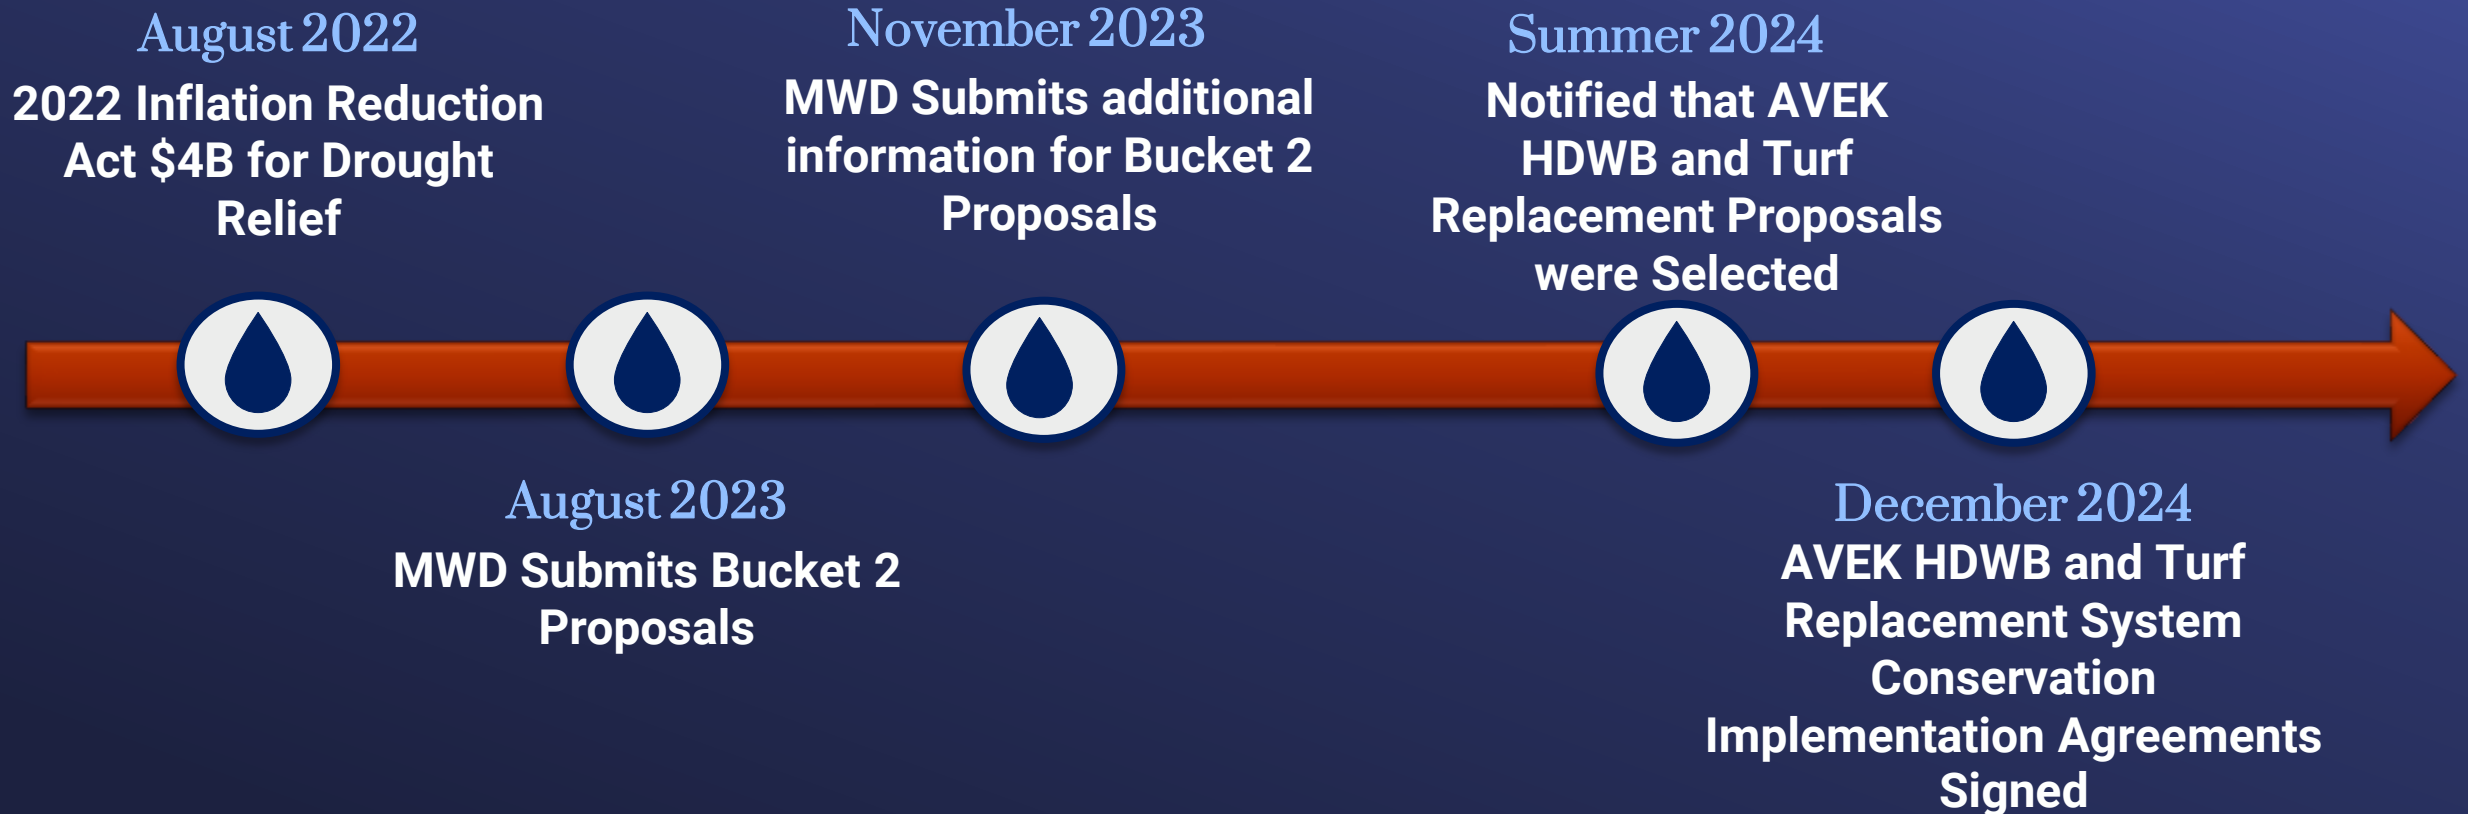 August 2022
2022 Inflation Reduction
Act $4B for Drought
Relief
August 2023
MWD Submits Bucket 2
Proposals
November 2023
MWD Submits additional
information for Bucket 2
Proposals
Summer 2024
Notified that AVEK
HDWB and Turf
Replacement Proposals
were Selected
December 2024
AVEK HDWB and Turf
Replacement System
Conservation
Implementation Agreements
Signed